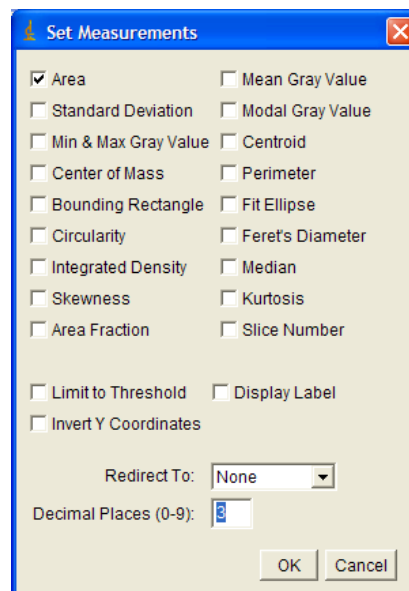 Set Measurements
Area Mean Gray Value
Standard Deviation Modal Gray Value
Min & Max Gray Value Centroid
Center of Mass Perimeter
Bounding Rectangle Fit Ellipse
Circularity Feret's Diameter
Integrated Density Median
Skewness Kurtosis
Area Fraction Slice Number
Limit to Threshold Display Label
Invert Y Coordinates
Redirect To: None
Decimal Places (0-9): 3
OK Cancel